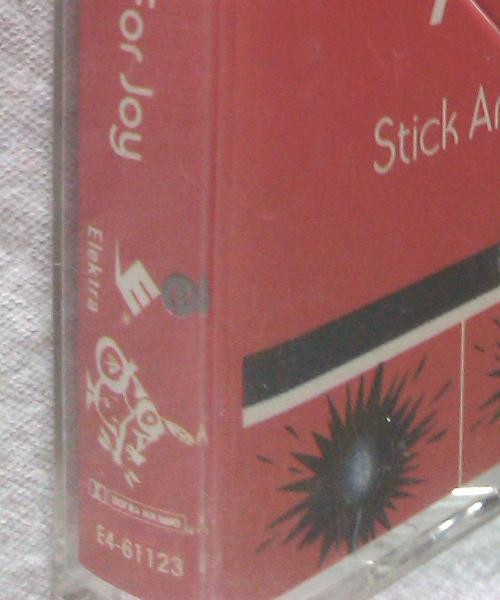 For Joy
Stick Ar
Elektra
E
e
E4-61123